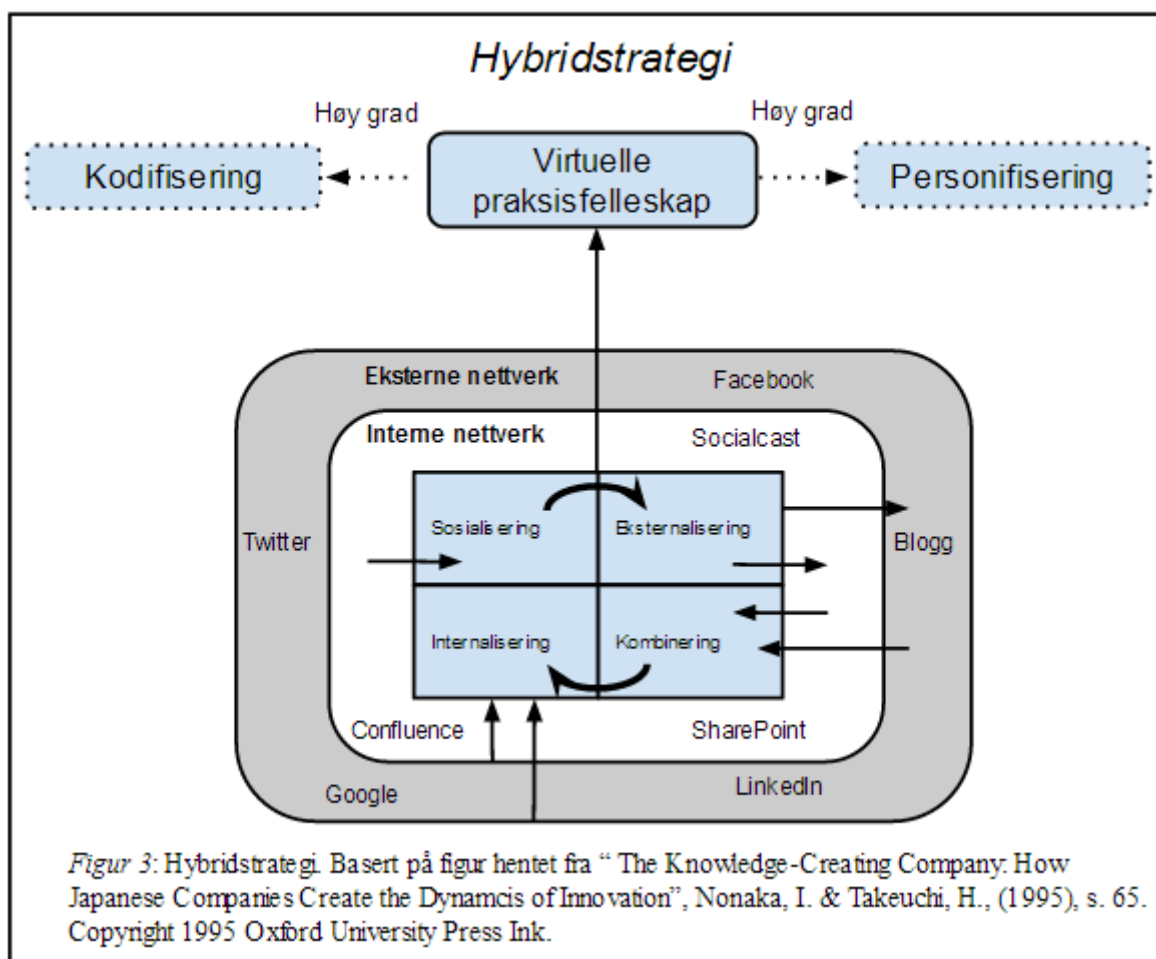 Hybridstrategi
Høy grad
Høy grad
Kodifisering
Virtuelle
praksisfelleskap
Personifisering
Eksterne nettverk
Facebook
Interne nettverk
Socialcast
Sosialisering
Eksternalisering
Twitter
Blogg
Internalisering
Kombinering
Confluence
SharePoint
Google
LinkedIn
Figur 3: Hybridstrategi. Basert på figur hentet fra “ The Knowledge-Creating Company: How
Japanese Companies Create the Dynamcis of Innovation”, Nonaka, I. & Takeuchi, H., (1995), s. 65.
Copyright 1995 Oxford University Press Ink.